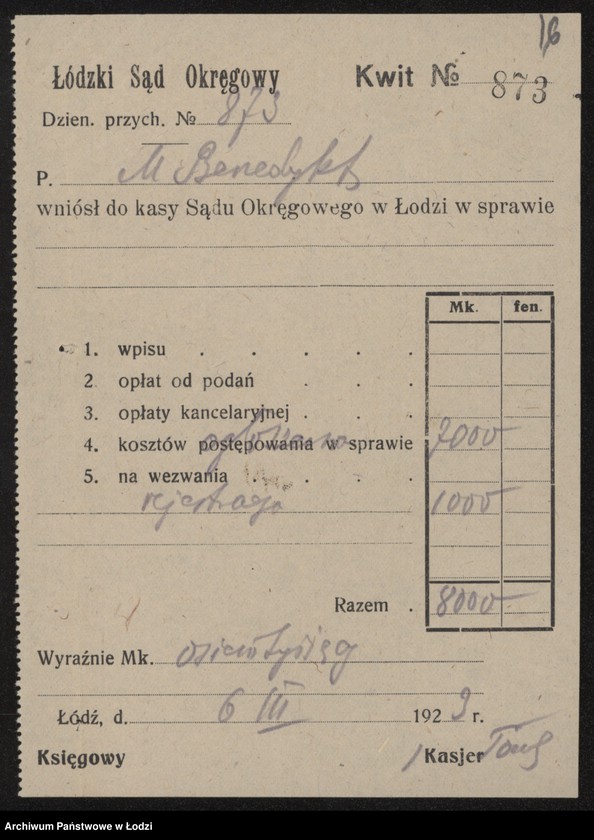 16
Łódzki Sąd Okręgowy Kwit № 873
Dzien. przych. № 873
P. M Benedykt
wniósł do kasy Sądu Okręgowego w Łodzi w sprawie
Mk. fen.
1. wpisu . . . . .
2 opłat od podań . . .
3. opłaty kancelaryjnej . . .
4. kosztów postępowania w sprawie 7000
5. na wezwania . . . .
1000
Razem . 8000
Wyraźnie Mk. osiem tysięcy
Łódź, d. 6 III 1923 r.
Księgowy Kasjer
Archiwum Państwowe w Łodzi